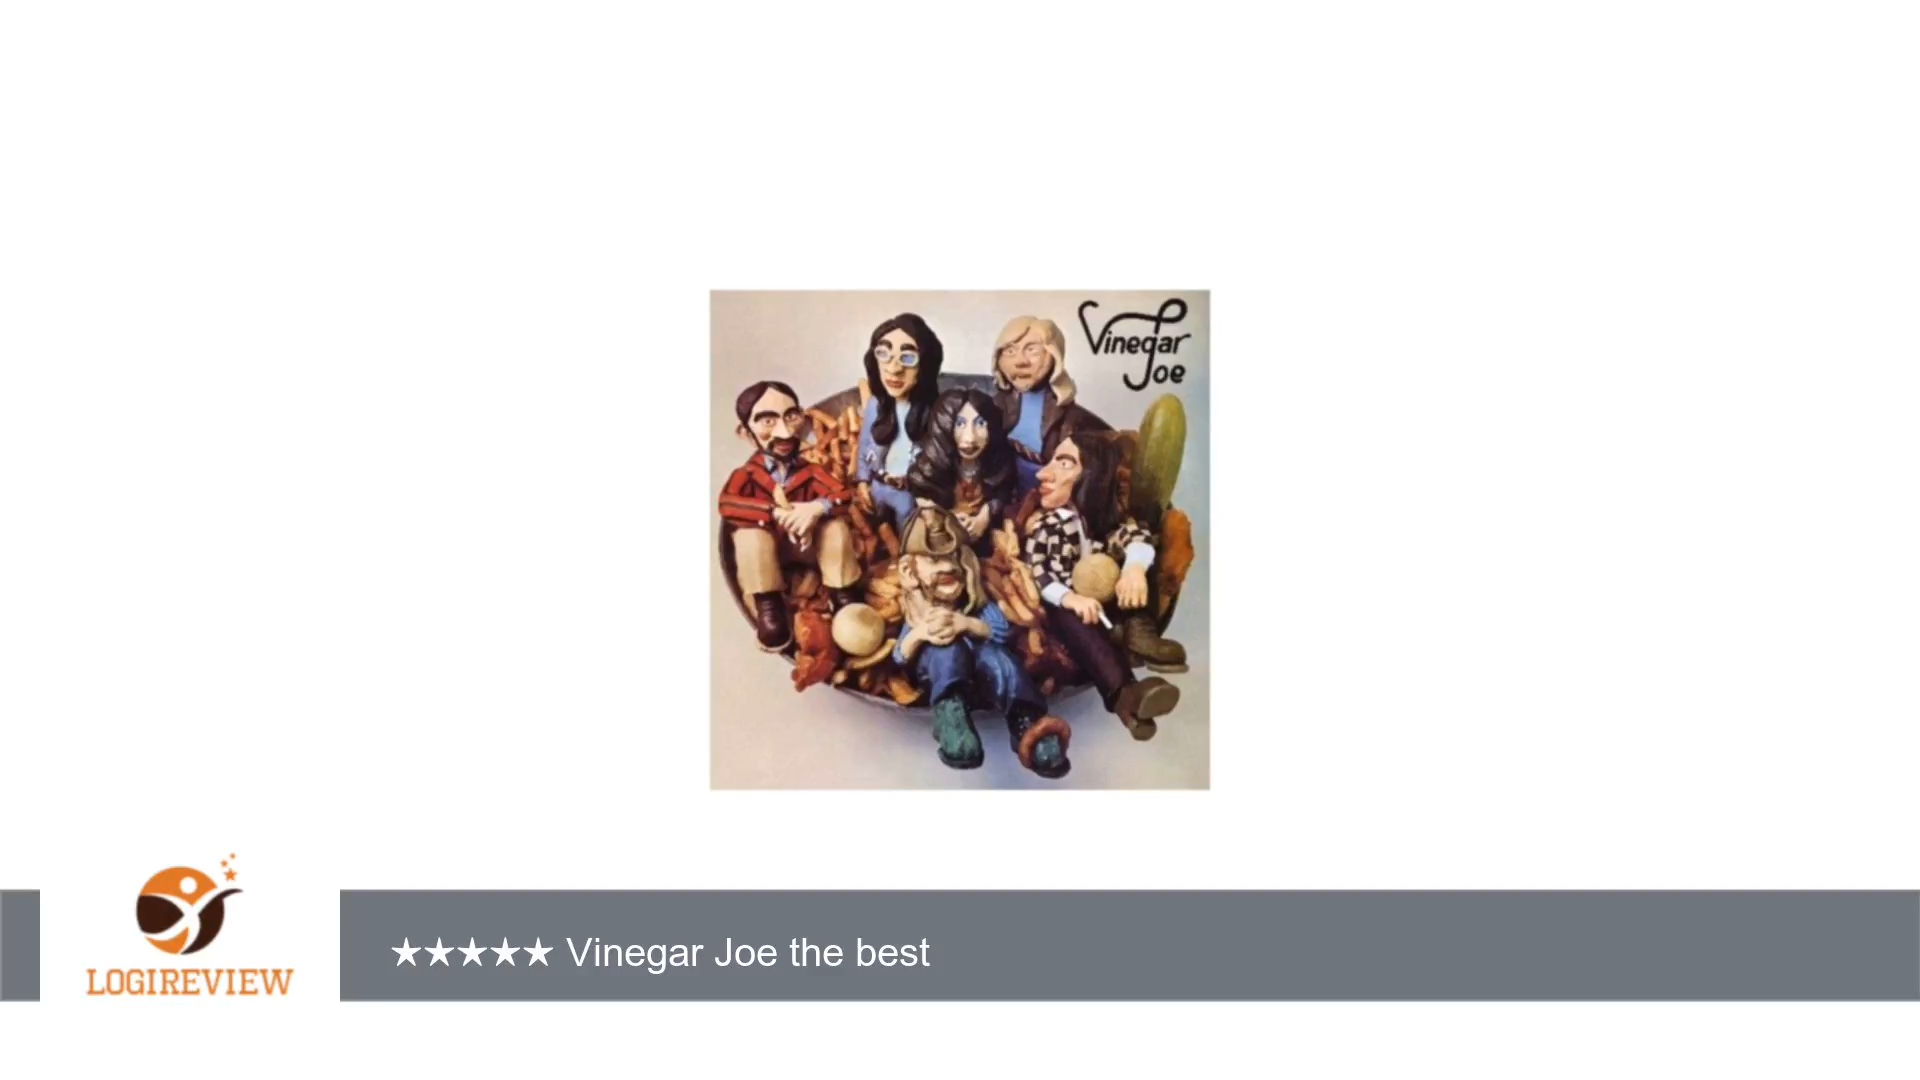 Vinegar
Joe
LOGIREVIEW
★★★★★ Vinegar Joe the best